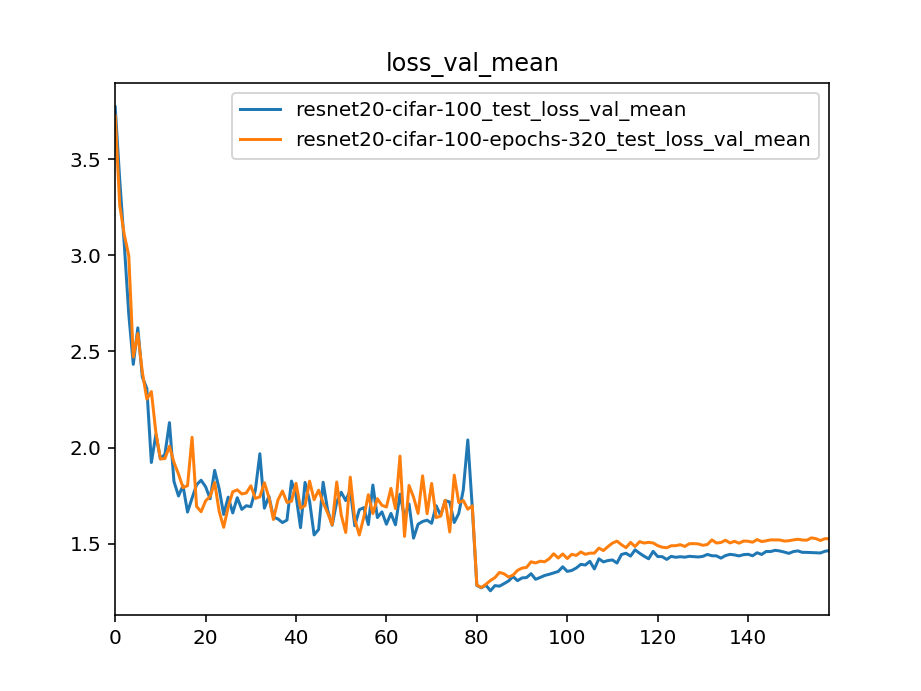 loss_val_mean
resnet20-cifar-100_test_loss_val_mean
resnet20-cifar-100-epochs-320_test_loss_val_mean
3.5
3.0
2.5
2.0
1.5
0 20 40 60 80 100 120 140